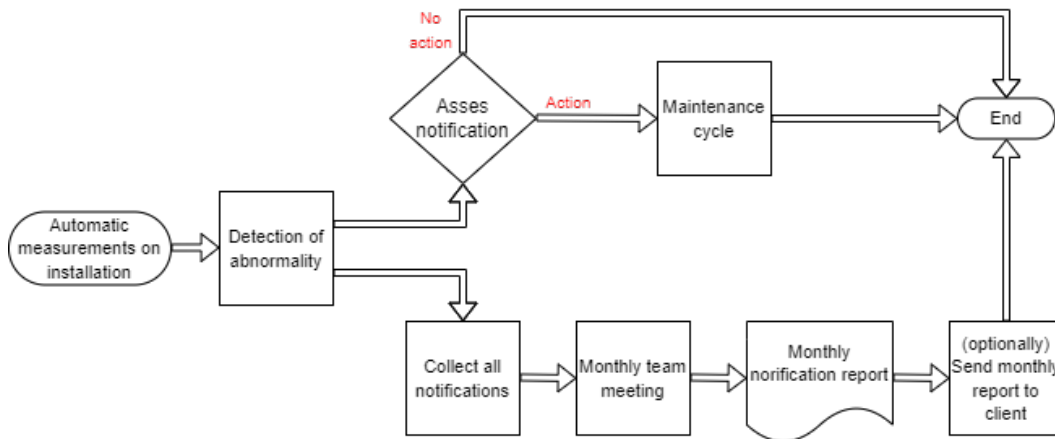 No
action
Asses
notification
Action
Maintenance
cycle
End
Automatic
measurements on
installation
Detection of
abnormality
Collect all
notifications
Monthly team
meeting
Monthly
norification report
(optionally)
Send monthly
report to
client